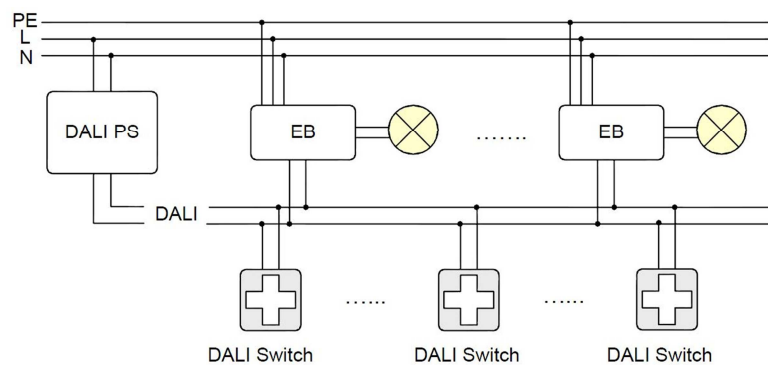 PE
L
N
DALI PS
EB
.......
EB
DALI
......
......
DALI Switch
DALI Switch
DALI Switch